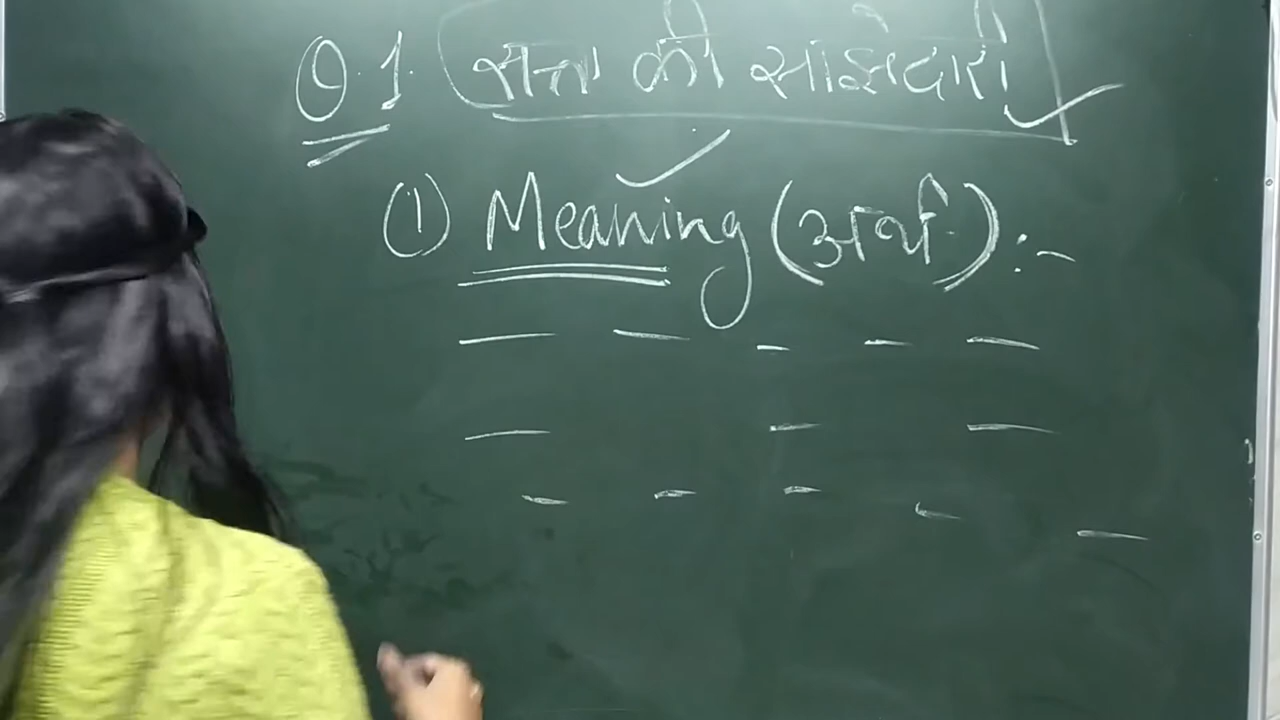 Q 1. सत्ता की साझेदारी
(1) Meaning (अर्थ) :-